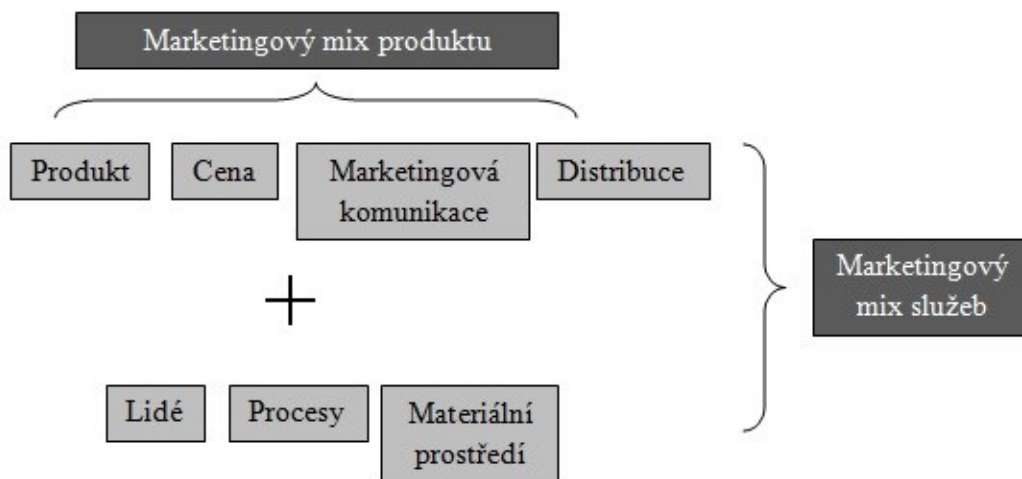 Marketingový mix produktu
Produkt
Cena
Marketingová
komunikace
Distribuce
Marketingový
mix služeb
+
Lidé
Procesy
Materiální
prostředí